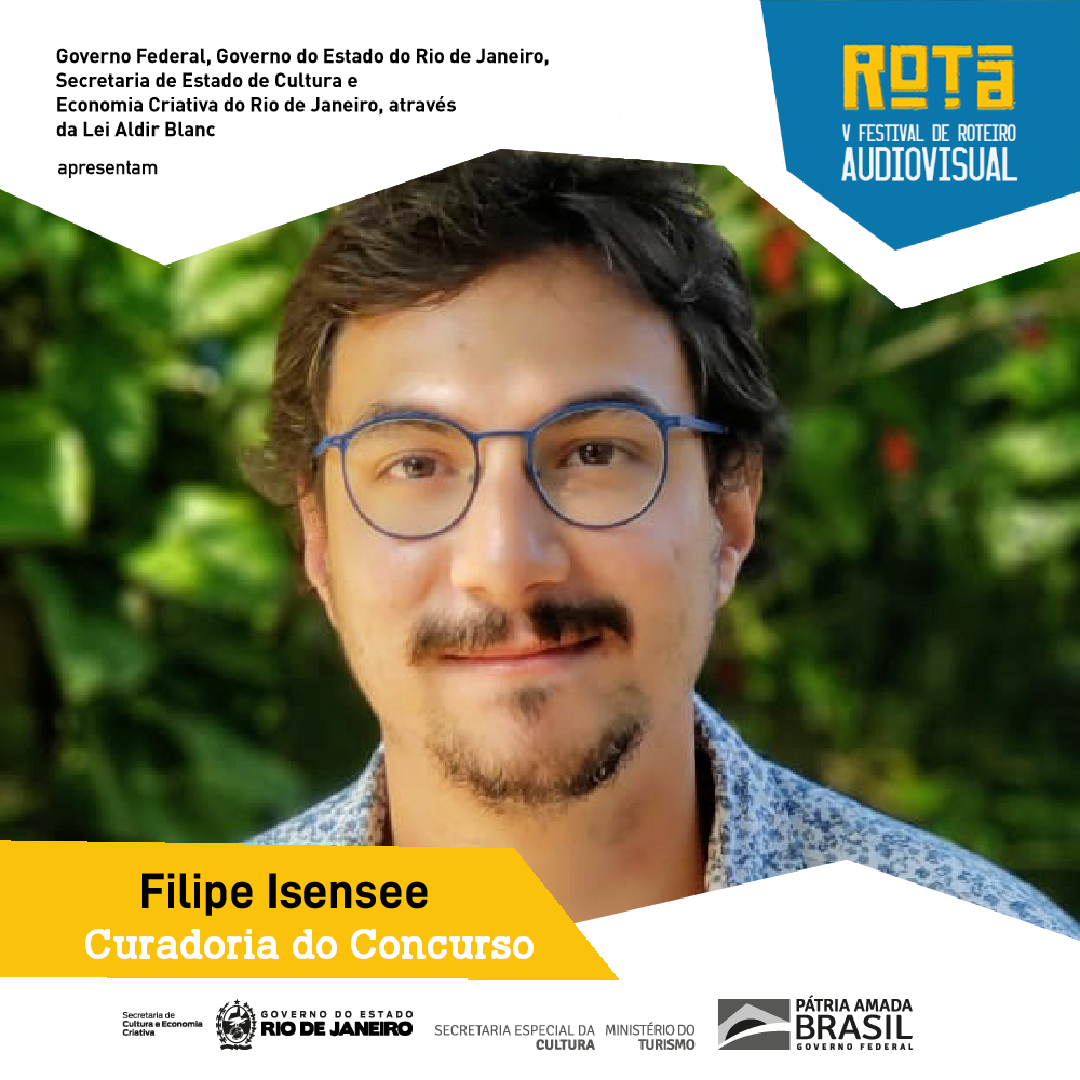 Governo Federal, Governo do Estado do Rio de Janeiro,
Secretaria de Estado de Cultura e
Economia Criativa do Rio de Janeiro, através
da Lei Aldir Blanc
apresentam
ROTA
V FESTIVAL DE ROTEIRO
AUDIOVISUAL
Filipe Isensee
Curadoria do Concurso
Secretaria de
Cultura e Economia
Criativa
GOVERNO DO ESTADO
RIO DE JANEIRO
SECRETARIA ESPECIAL DA
CULTURA
MINISTÉRIO DO
TURISMO
PÁTRIA AMADA
BRASIL
GOVERNO FEDERAL